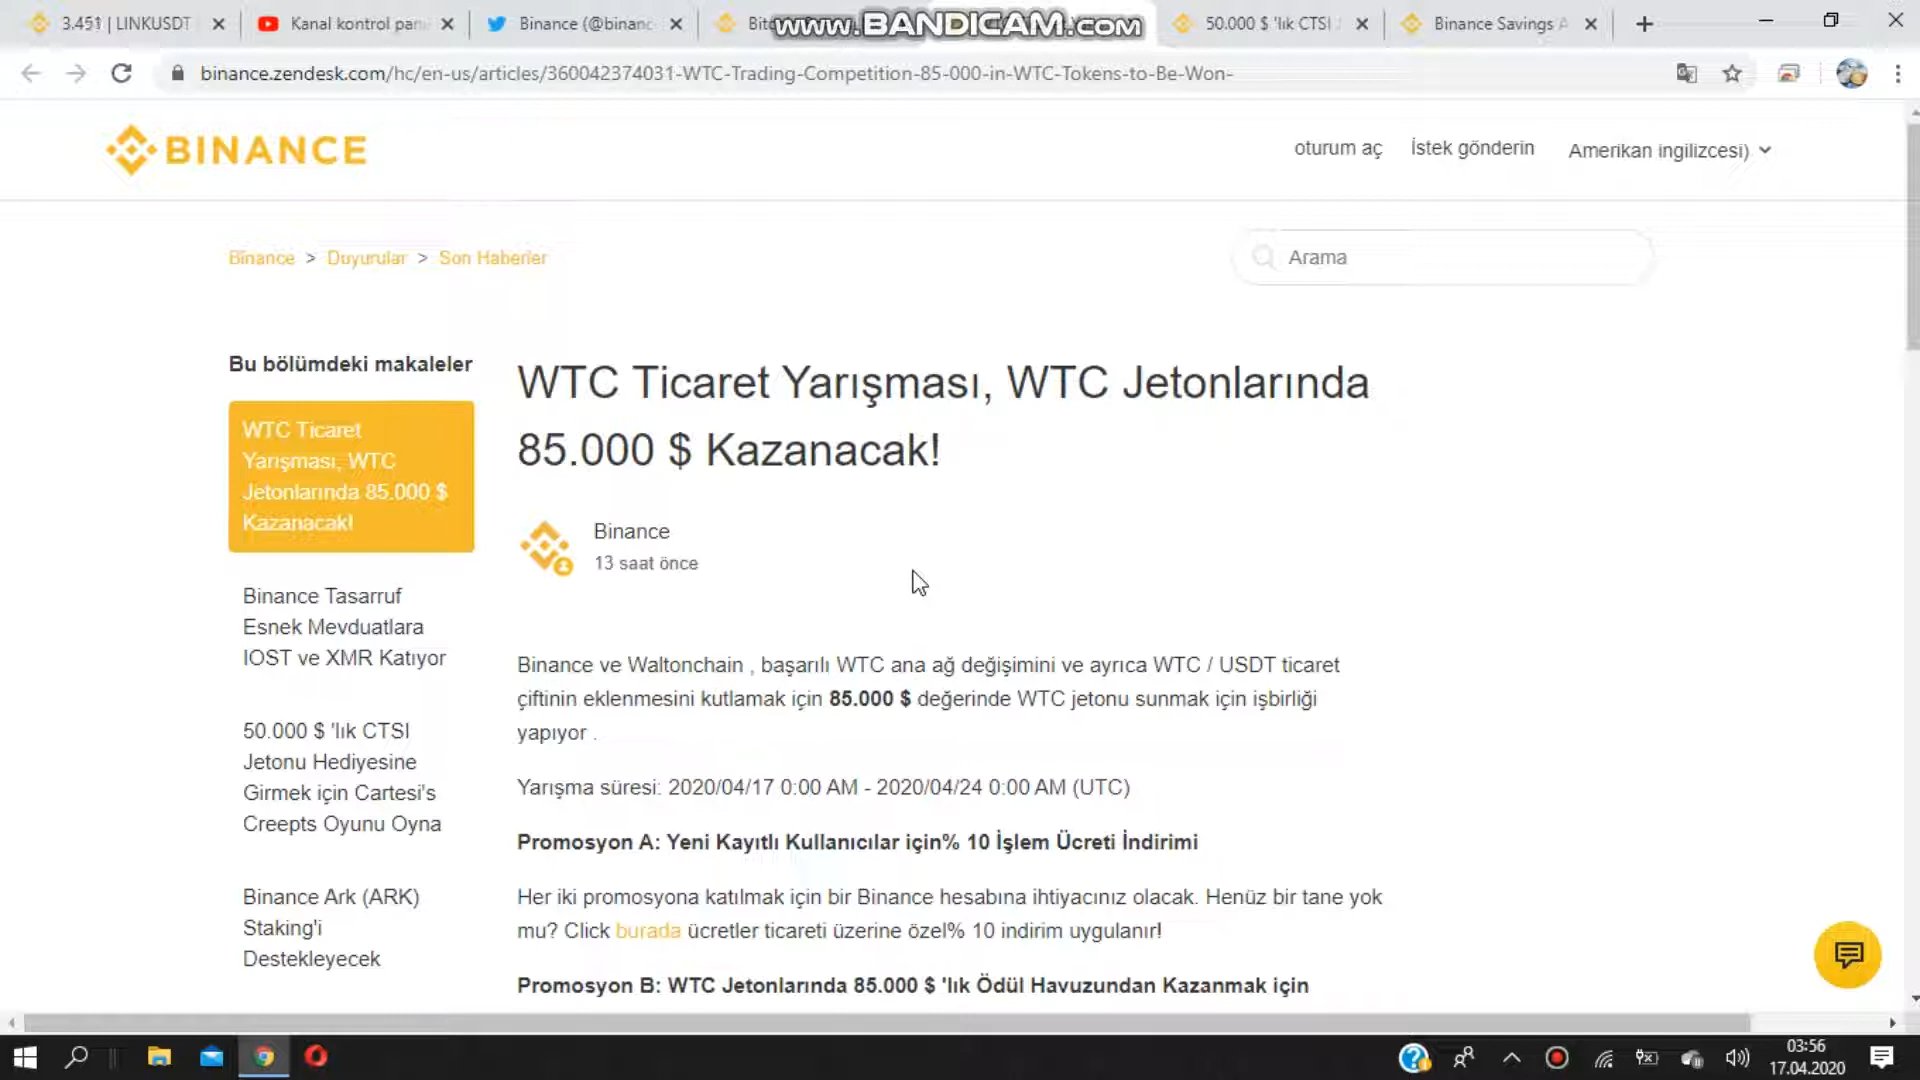 3.451 | LINKUSDT
Kanal kontrol pan
Binance (@binanc
www.BANDICAM.com
50.000 $ 'lık CTSI
Binance Savings A
binance.zendesk.com/hc/en-us/articles/360042374031-WTC-Trading-Competition-85-000-in-WTC-Tokens-to-Be-Won-
BINANCE
oturum aç
İstek gönderin
Amerikan ingilizcesi)
Binance > Duyurular > Son Haberler
Arama
Bu bölümdeki makaleler
WTC Ticaret
Yarışması, WTC
Jetonlarında 85.000 $
Kazanacak!
Binance Tasarruf
Esnek Mevduatlara
IOST ve XMR Katıyor
50.000 $ 'lık CTSI
Jetonu Hediyesine
Girmek için Cartesi's
Creepts Oyunu Oyna
Binance Ark (ARK)
Staking'i
Destekleyecek
WTC Ticaret Yarışması, WTC Jetonlarında
85.000 $ Kazanacak!
Binance
13 saat önce
Binance ve Waltonchain , başarılı WTC ana ağ değişimini ve ayrıca WTC / USDT ticaret
çiftinin eklenmesini kutlamak için 85.000 $ değerinde WTC jetonu sunmak için işbirliği
yapıyor .
Yarışma süresi: 2020/04/17 0:00 AM - 2020/04/24 0:00 AM (UTC)
Promosyon A: Yeni Kayıtlı Kullanıcılar için% 10 İşlem Ücreti İndirimi
Her iki promosyona katılmak için bir Binance hesabına ihtiyacınız olacak. Henüz bir tane yok
mu? Click burada ücretler ticareti üzerine özel% 10 indirim uygulanır!
Promosyon B: WTC Jetonlarında 85.000 $ 'lık Ödül Havuzundan Kazanmak için
03:56
17.04.2020